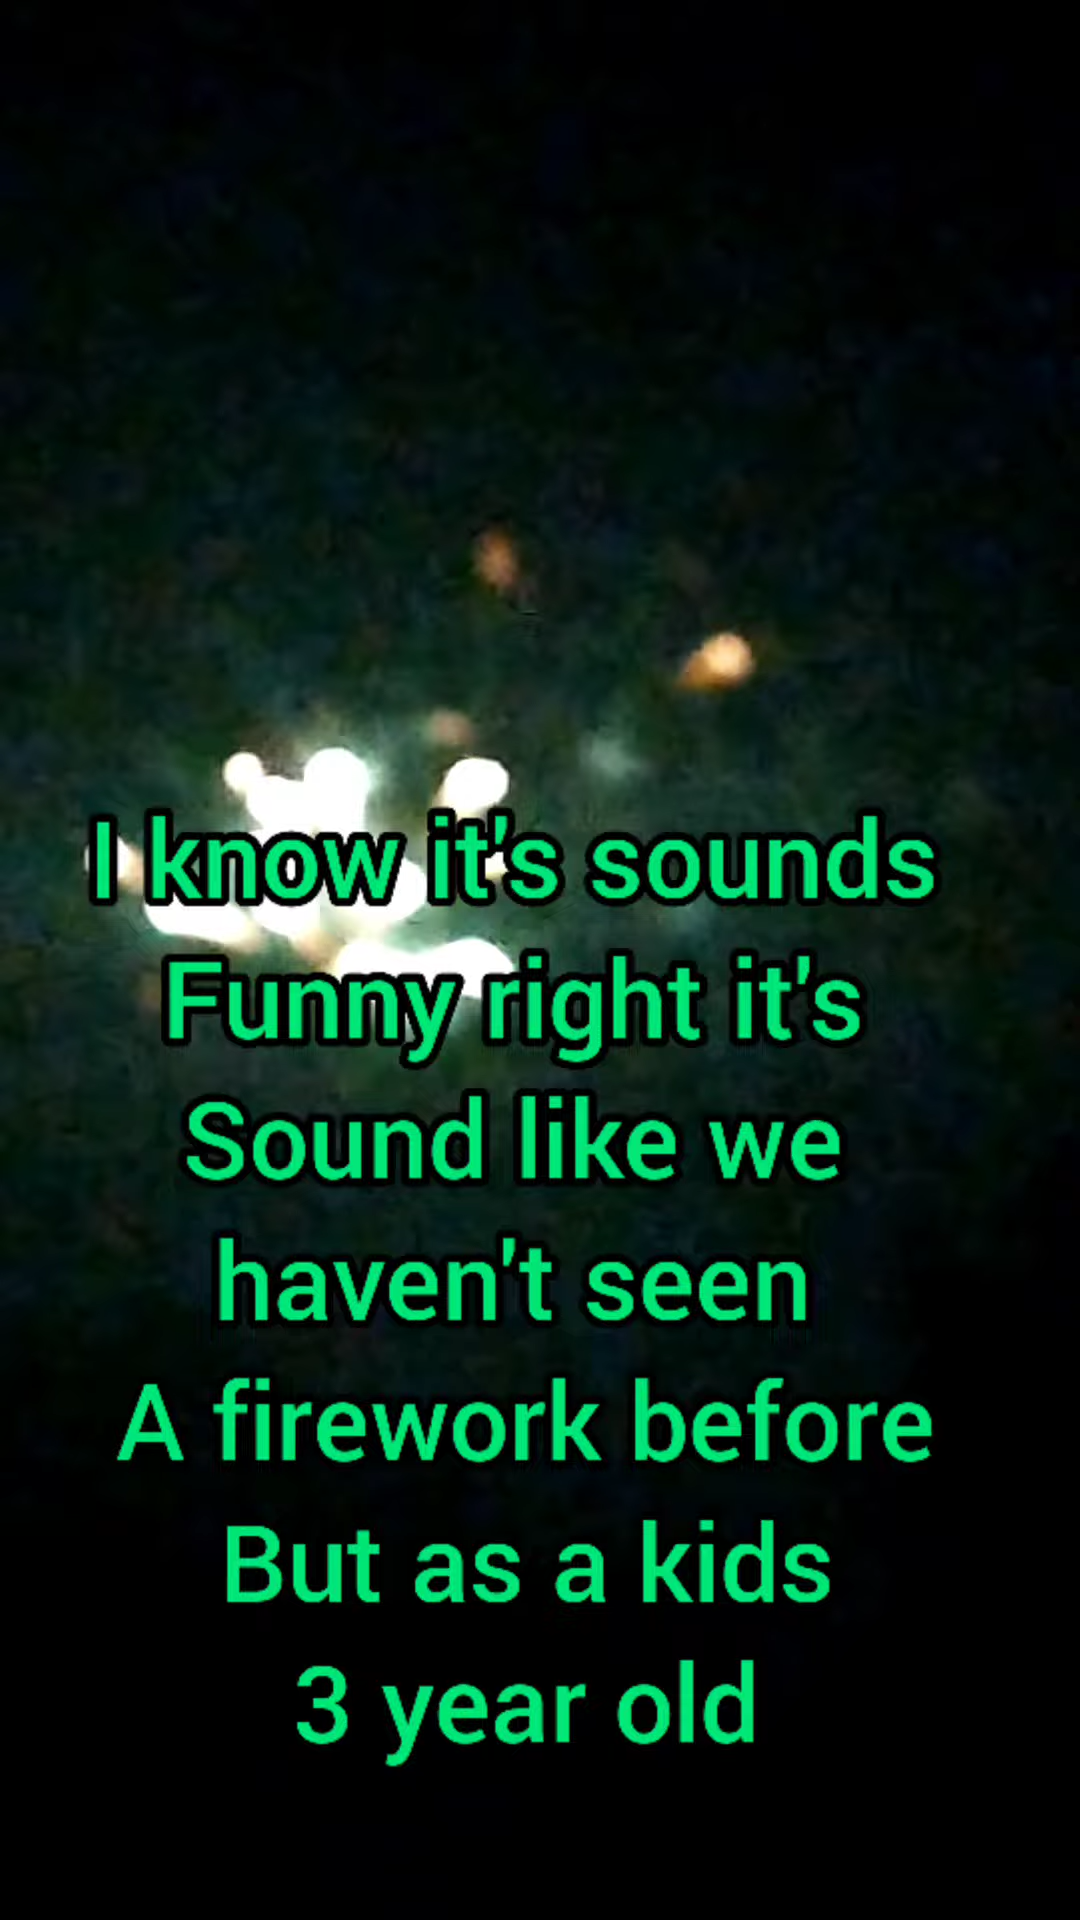 I know it's sounds
Funny right it's
Sound like we
haven't seen
A firework before
But as a kids
3 year old